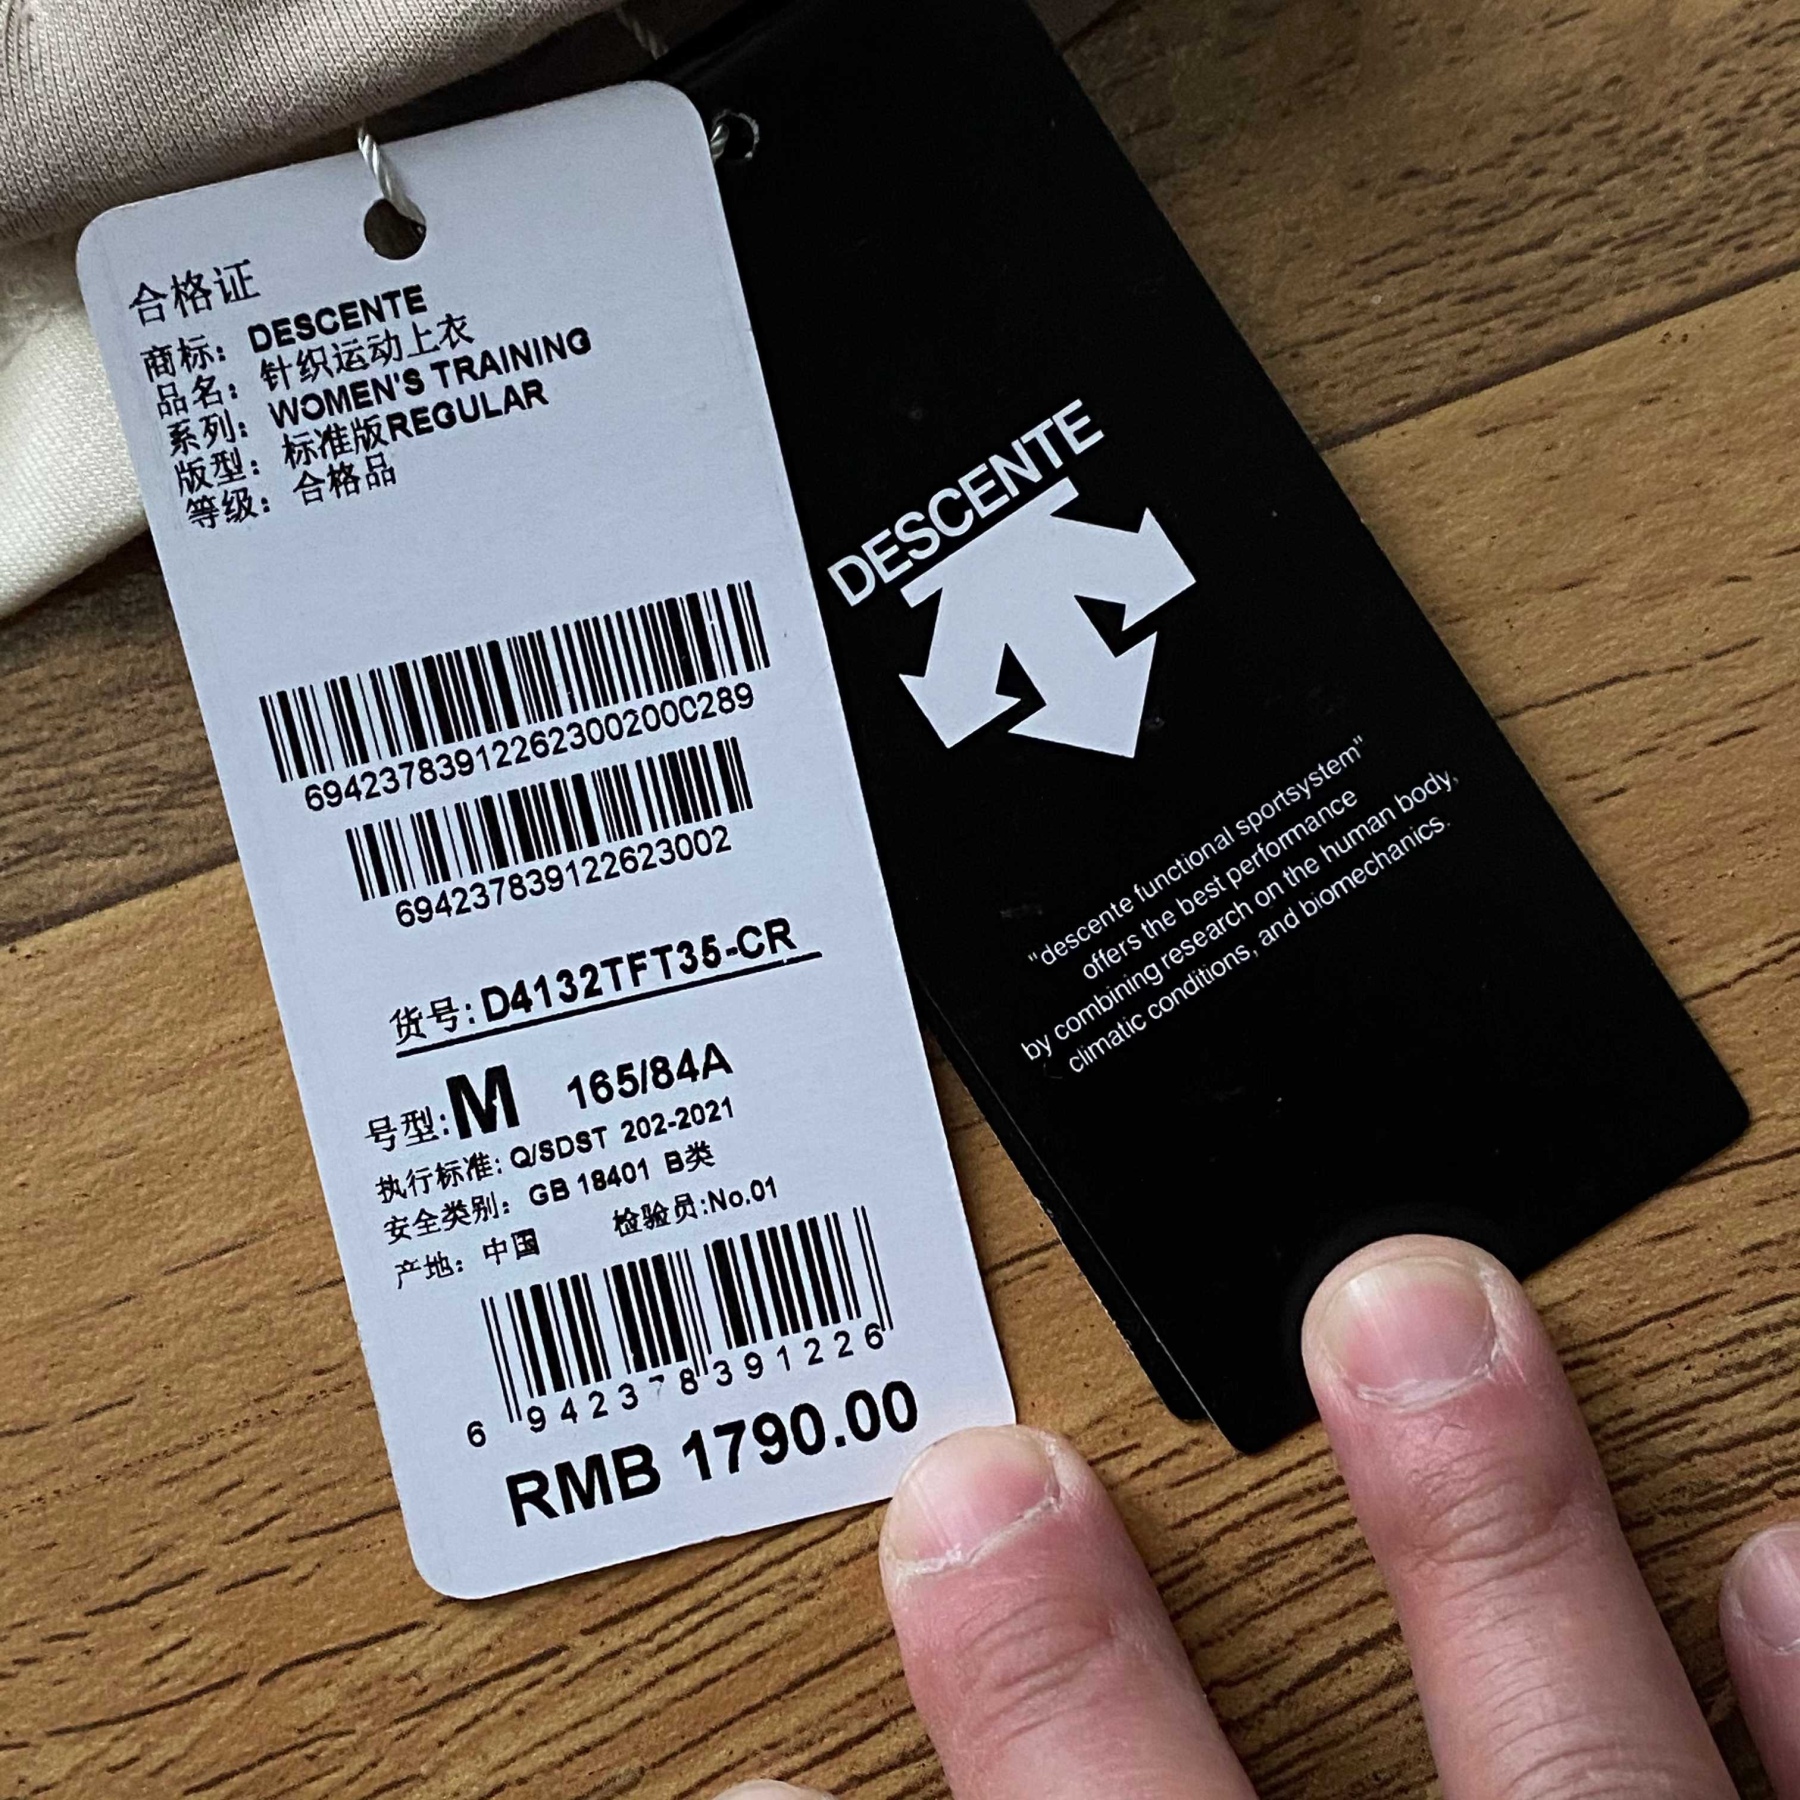 合格证
商标: DESCENTE
品名: 针织运动上衣
系列: WOMEN'S TRAINING
版型: 标准版REGULAR
等级: 合格品
69423783912262300200C289
69423783912262​3002
货号: D4132TFT35-CR
号型: M 165/84A
执行标准: Q/SDST 202-2021
安全类别: GB 18401 B类
产地: 中国 检验员:No.01
6 942378 391226
RMB 1790.00
DESCENTE
"descente functional sportsystem"
offers the best performance
by combining research on the human body,
climatic conditions, and biomechanics.